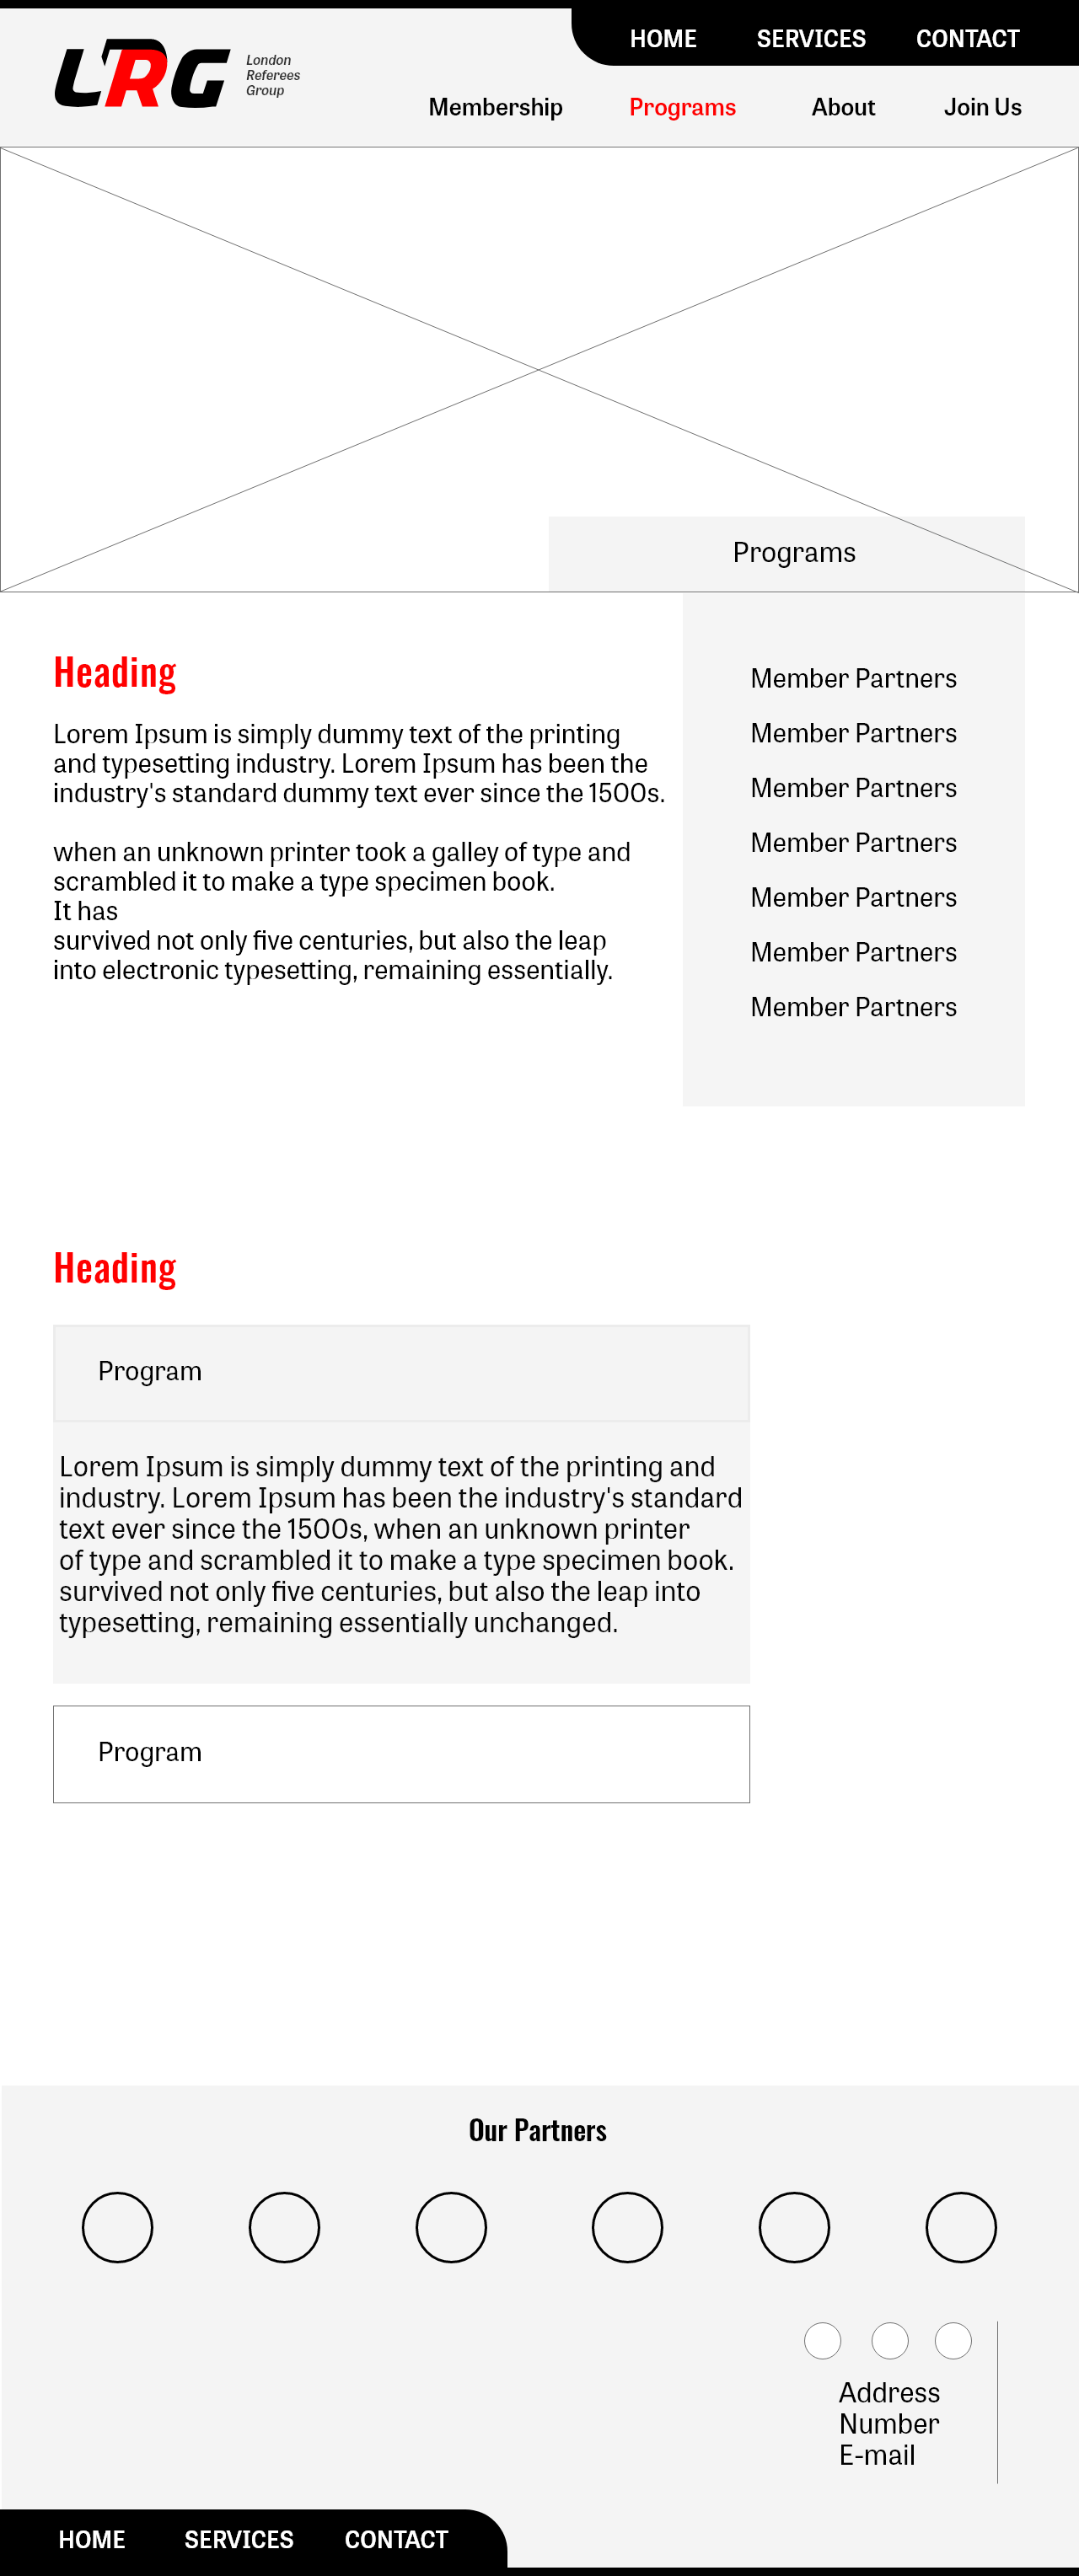 HOME SERVICES CONTACT
LRG
London
Referees
Group
Membership Programs About Join Us
Programs
Heading
Lorem Ipsum is simply dummy text of the printing
and typesetting industry. Lorem Ipsum has been the
industry's standard dummy text ever since the 1500s.
when an unknown printer took a galley of type and
scrambled it to make a type specimen book.
It has
survived not only five centuries, but also the leap
into electronic typesetting, remaining essentially.
Member Partners
Member Partners
Member Partners
Member Partners
Member Partners
Member Partners
Member Partners
Heading
Program
Lorem Ipsum is simply dummy text of the printing and
industry. Lorem Ipsum has been the industry's standard
text ever since the 1500s, when an unknown printer
of type and scrambled it to make a type specimen book.
survived not only five centuries, but also the leap into
typesetting, remaining essentially unchanged.
Program
Our Partners
Address
Number
E-mail
HOME SERVICES CONTACT